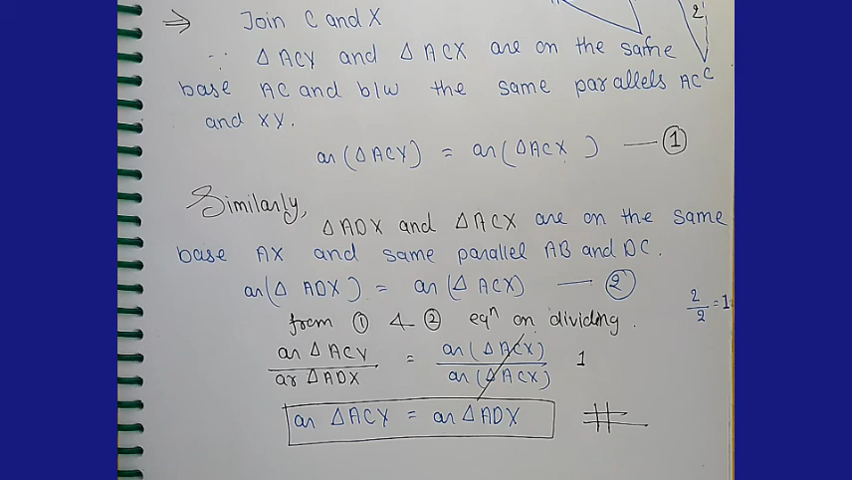 ⇒ Join C and X
∵ Δ ACY and Δ ACX are on the same
base AC and b/w the same parallels AC
and XY.
ar (Δ ACY) = ar (Δ ACX) — ①
Similarly,
Δ ADX and Δ ACX are on the same
base AX and same parallel AB and DC.
ar (Δ ADX) = ar (Δ ACX) — ②
from ① & ② eqⁿ on dividing.
ar Δ ACY / ar Δ ADX = ar (Δ ACX) / ar (Δ ACX) 1
2/2 = 1
ar Δ ACY = ar Δ ADX
2
C